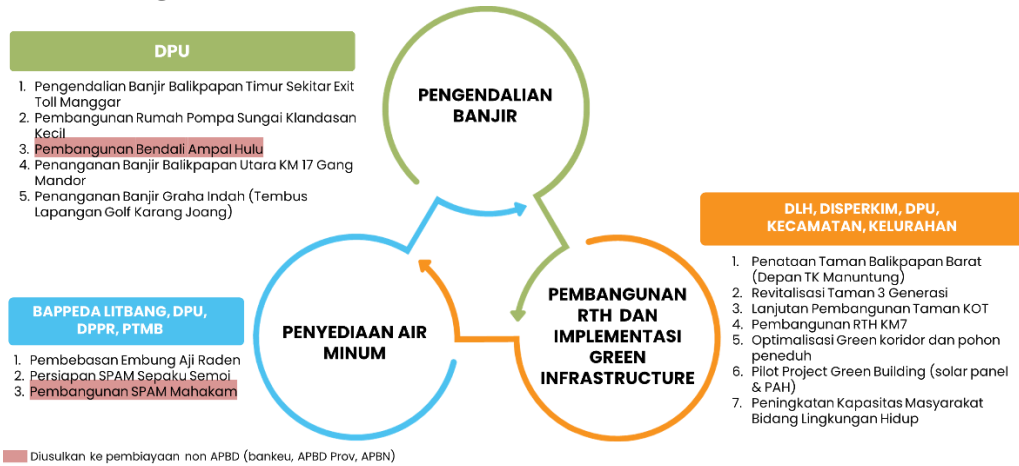 DPU
1. Pengendalian Banjir Balikpapan Timur Sekitar Exit
Toll Manggar
2. Pembangunan Rumah Pompa Sungai Klandasan
Kecil
3. Pembangunan Bendali Ampal Hulu
4. Penanganan Banjir Balikpapan Utara KM 17 Gang
Mandor
5. Penanganan Banjir Graha Indah (Tembus
Lapangan Golf Karang Joang)
PENGENDALIAN
BANJIR
BAPPEDA LITBANG, DPU,
DPPR, PTMB
1. Pembebasan Embung Aji Raden
2. Persiapan SPAM Sepaku Semoi
3. Pembangunan SPAM Mahakam
PENYEDIAAN AIR
MINUM
PEMBANGUNAN
RTH DAN
IMPLEMENTASI
GREEN
INFRASTRUCTURE
DLH, DISPERKIM, DPU,
KECAMATAN, KELURAHAN
1. Penataan Taman Balikpapan Barat
(Depan TK Manuntung)
2. Revitalisasi Taman 3 Generasi
3. Lanjutan Pembangunan Taman KOT
4. Pembangunan RTH KM7
5. Optimalisasi Green koridor dan pohon
peneduh
6. Pilot Project Green Building (solar panel
& PAH)
7. Peningkatan Kapasitas Masyarakat
Bidang Lingkungan Hidup
Diusulkan ke pembiayaan non APBD (bankeu, APBD Prov, APBN)